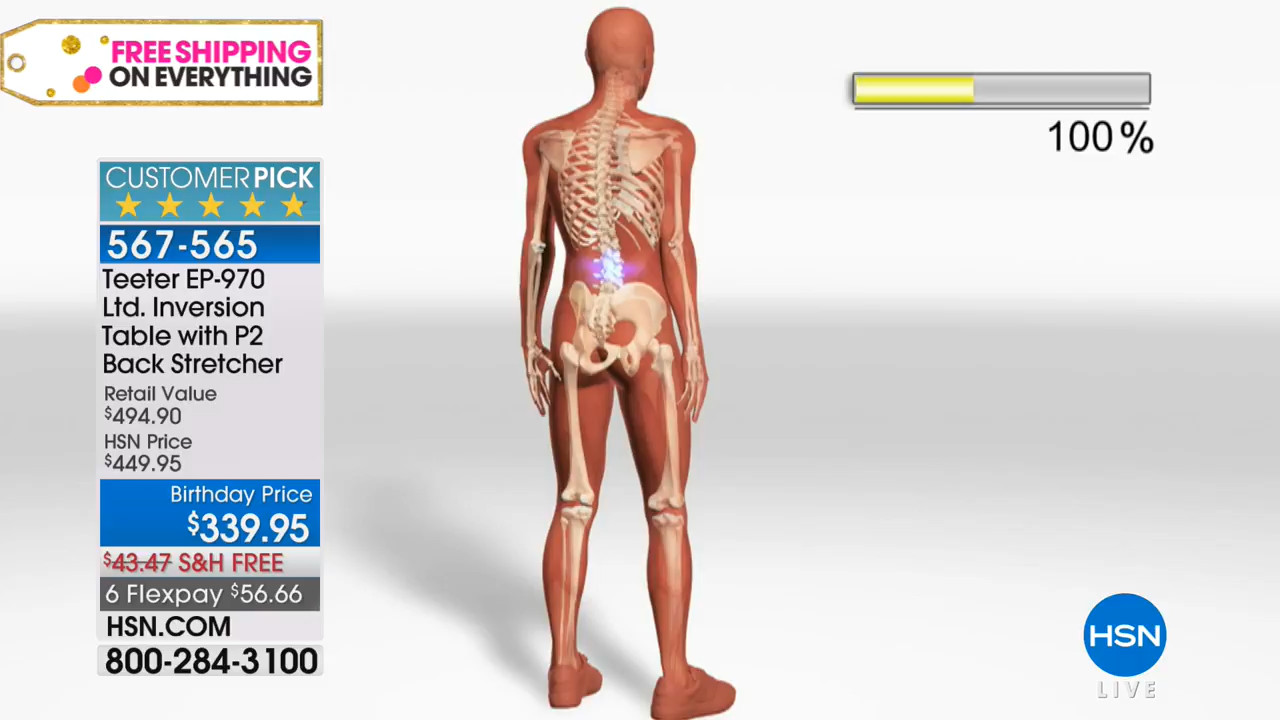 FREE SHIPPING
ON EVERYTHING
CUSTOMER PICK
567-565
Teeter EP-970
Ltd. Inversion
Table with P2
Back Stretcher
Retail Value
$494.90
HSN Price
$449.95
Birthday Price
$339.95
$43.47 S&H FREE
6 Flexpay $56.66
HSN.COM
800-284-3100
100%
HSN
LIVE